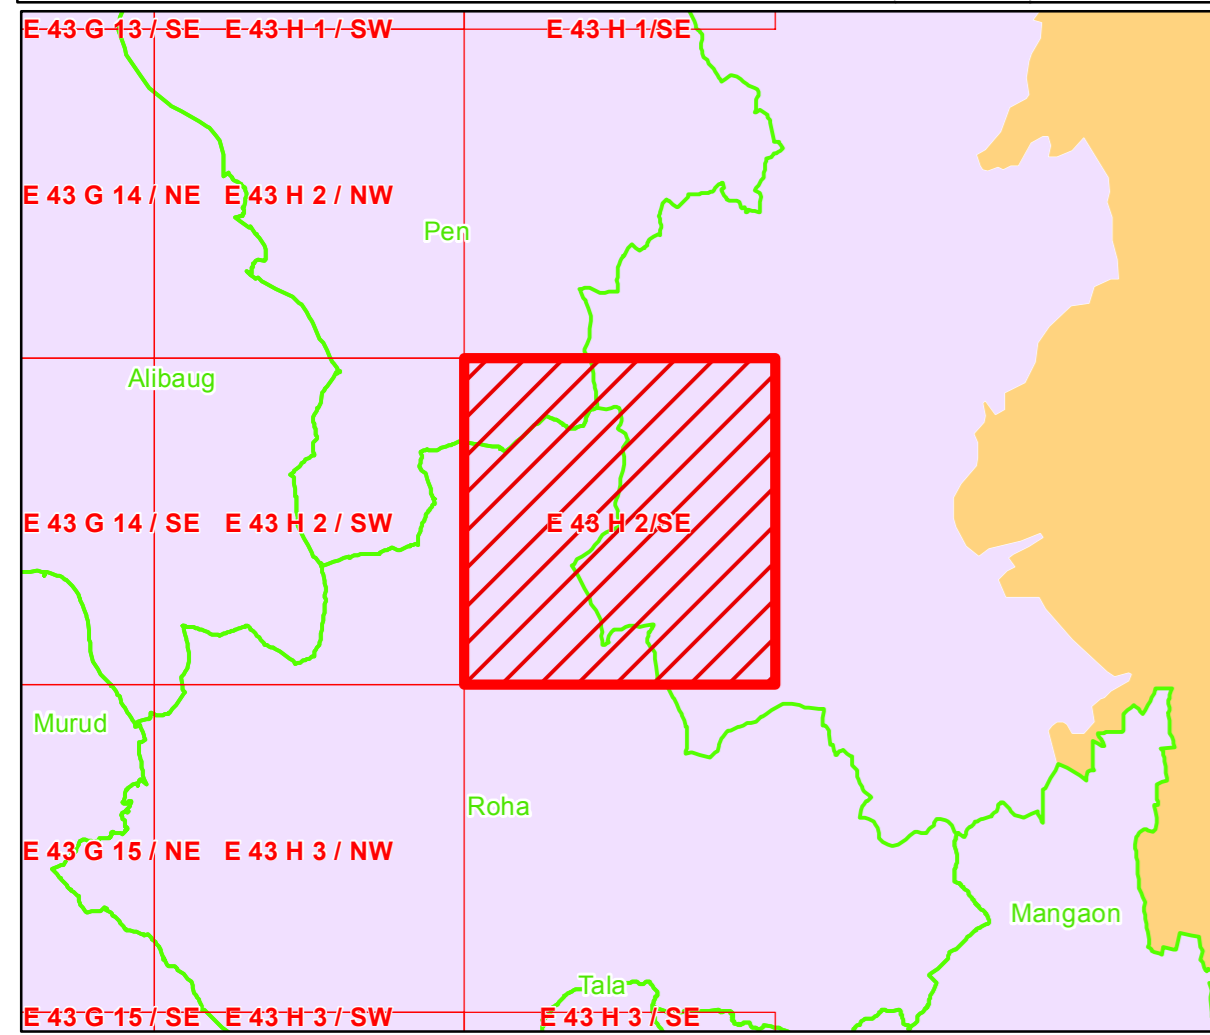 E 43 G 13 / SE E 43 H 1 / SW E 43 H 1/SE
E 43 G 14 / NE E 43 H 2 / NW
Pen
Alibaug
E 43 G 14 / SE E 43 H 2 / SW E 43 H 2/SE
Murud
Roha
E 43 G 15 / NE E 43 H 3 / NW
Mangaon
Tala
E 43 G 15 / SE E 43 H 3 / SW E 43 H 3 / SE